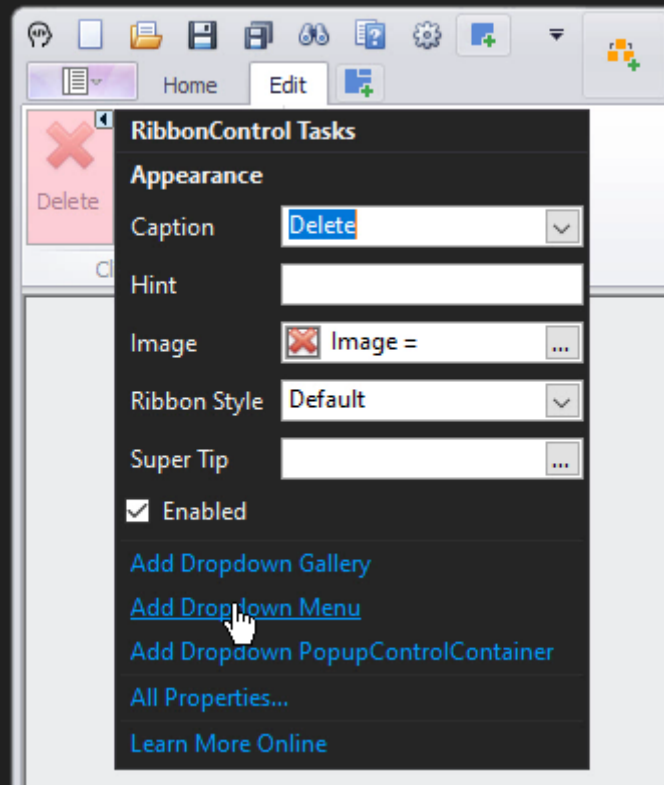 Home Edit
RibbonControl Tasks
Appearance
Delete
Caption Delete
Cl
Hint
Image Image =
...
Ribbon Style Default
Super Tip ...
Enabled
Add Dropdown Gallery
Add Dropdown Menu
Add Dropdown PopupControlContainer
All Properties...
Learn More Online